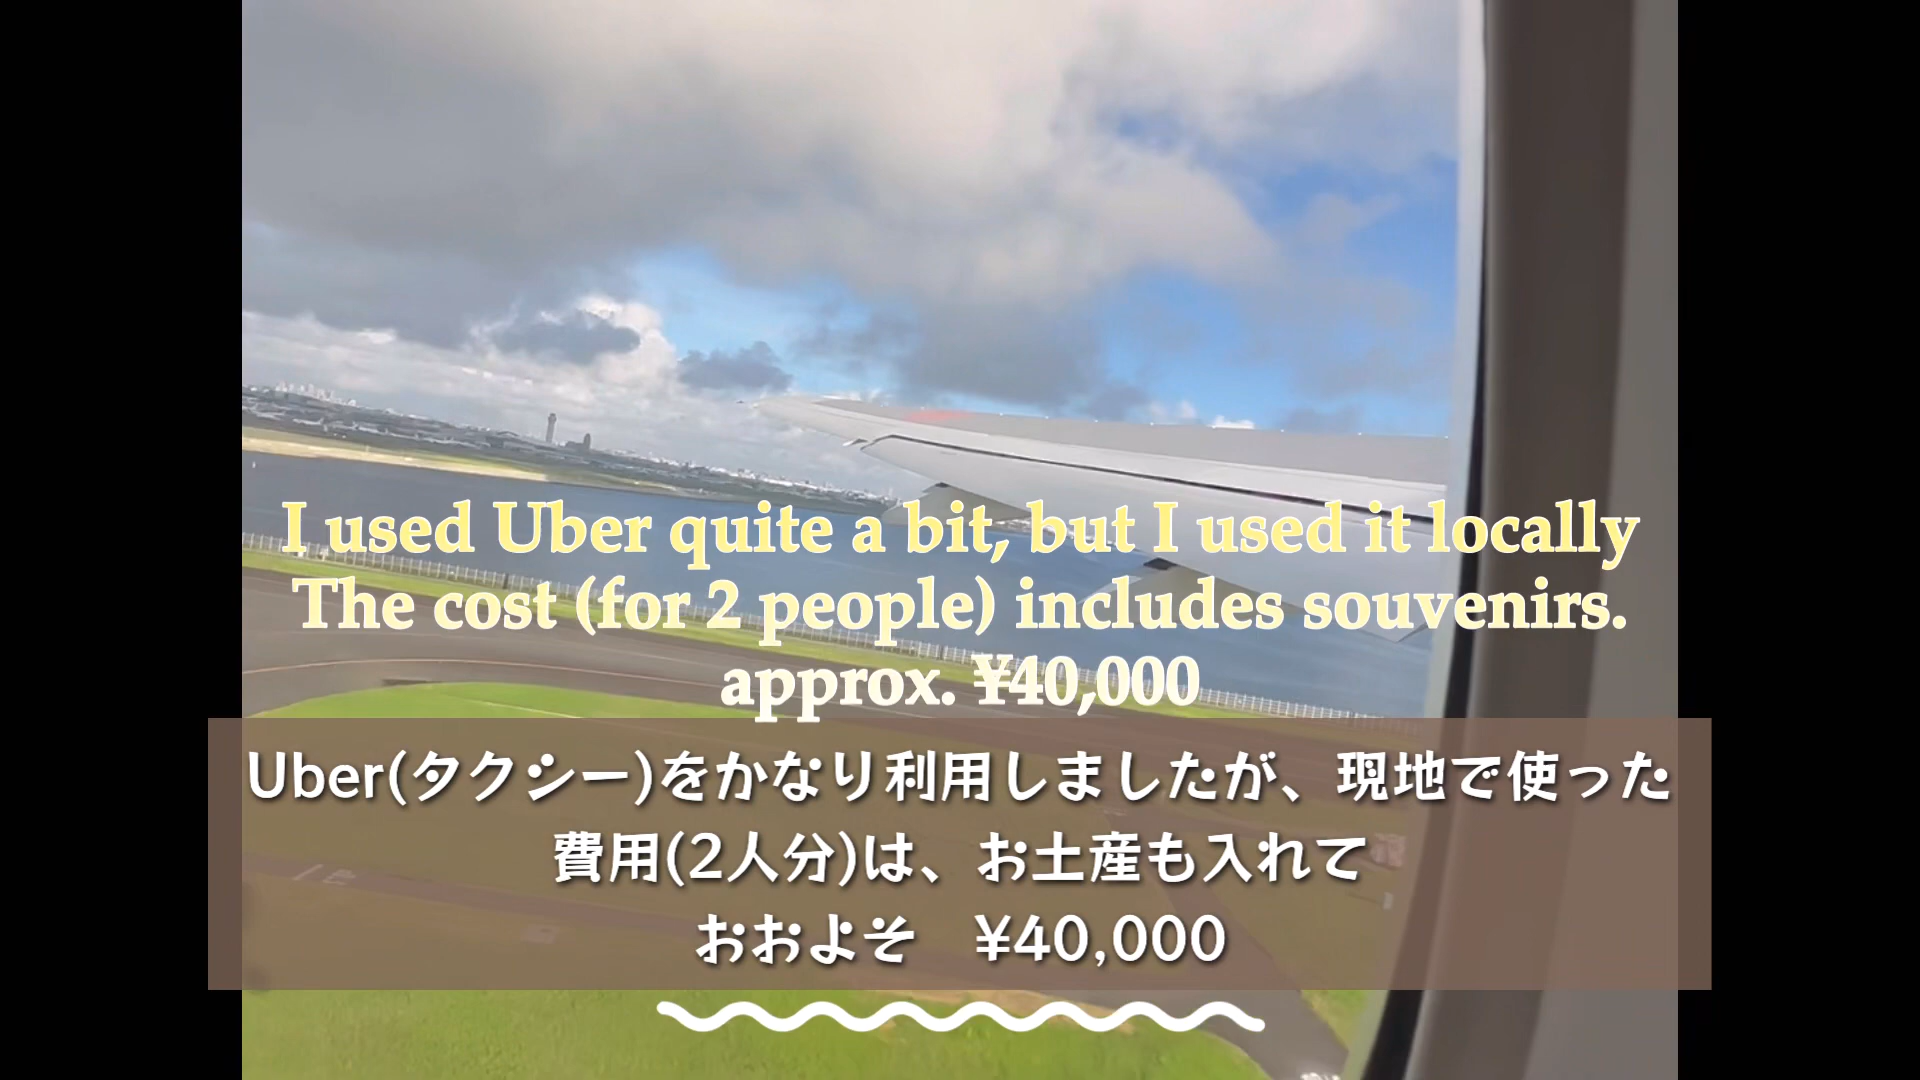 I used Uber quite a bit, but I used it locally
The cost (for 2 people) includes souvenirs.
approx. ¥40,000
Uber(タクシー)をかなり利用しましたが、現地で使った
費用(2人分)は、お土産も入れて
おおよそ　¥40,000